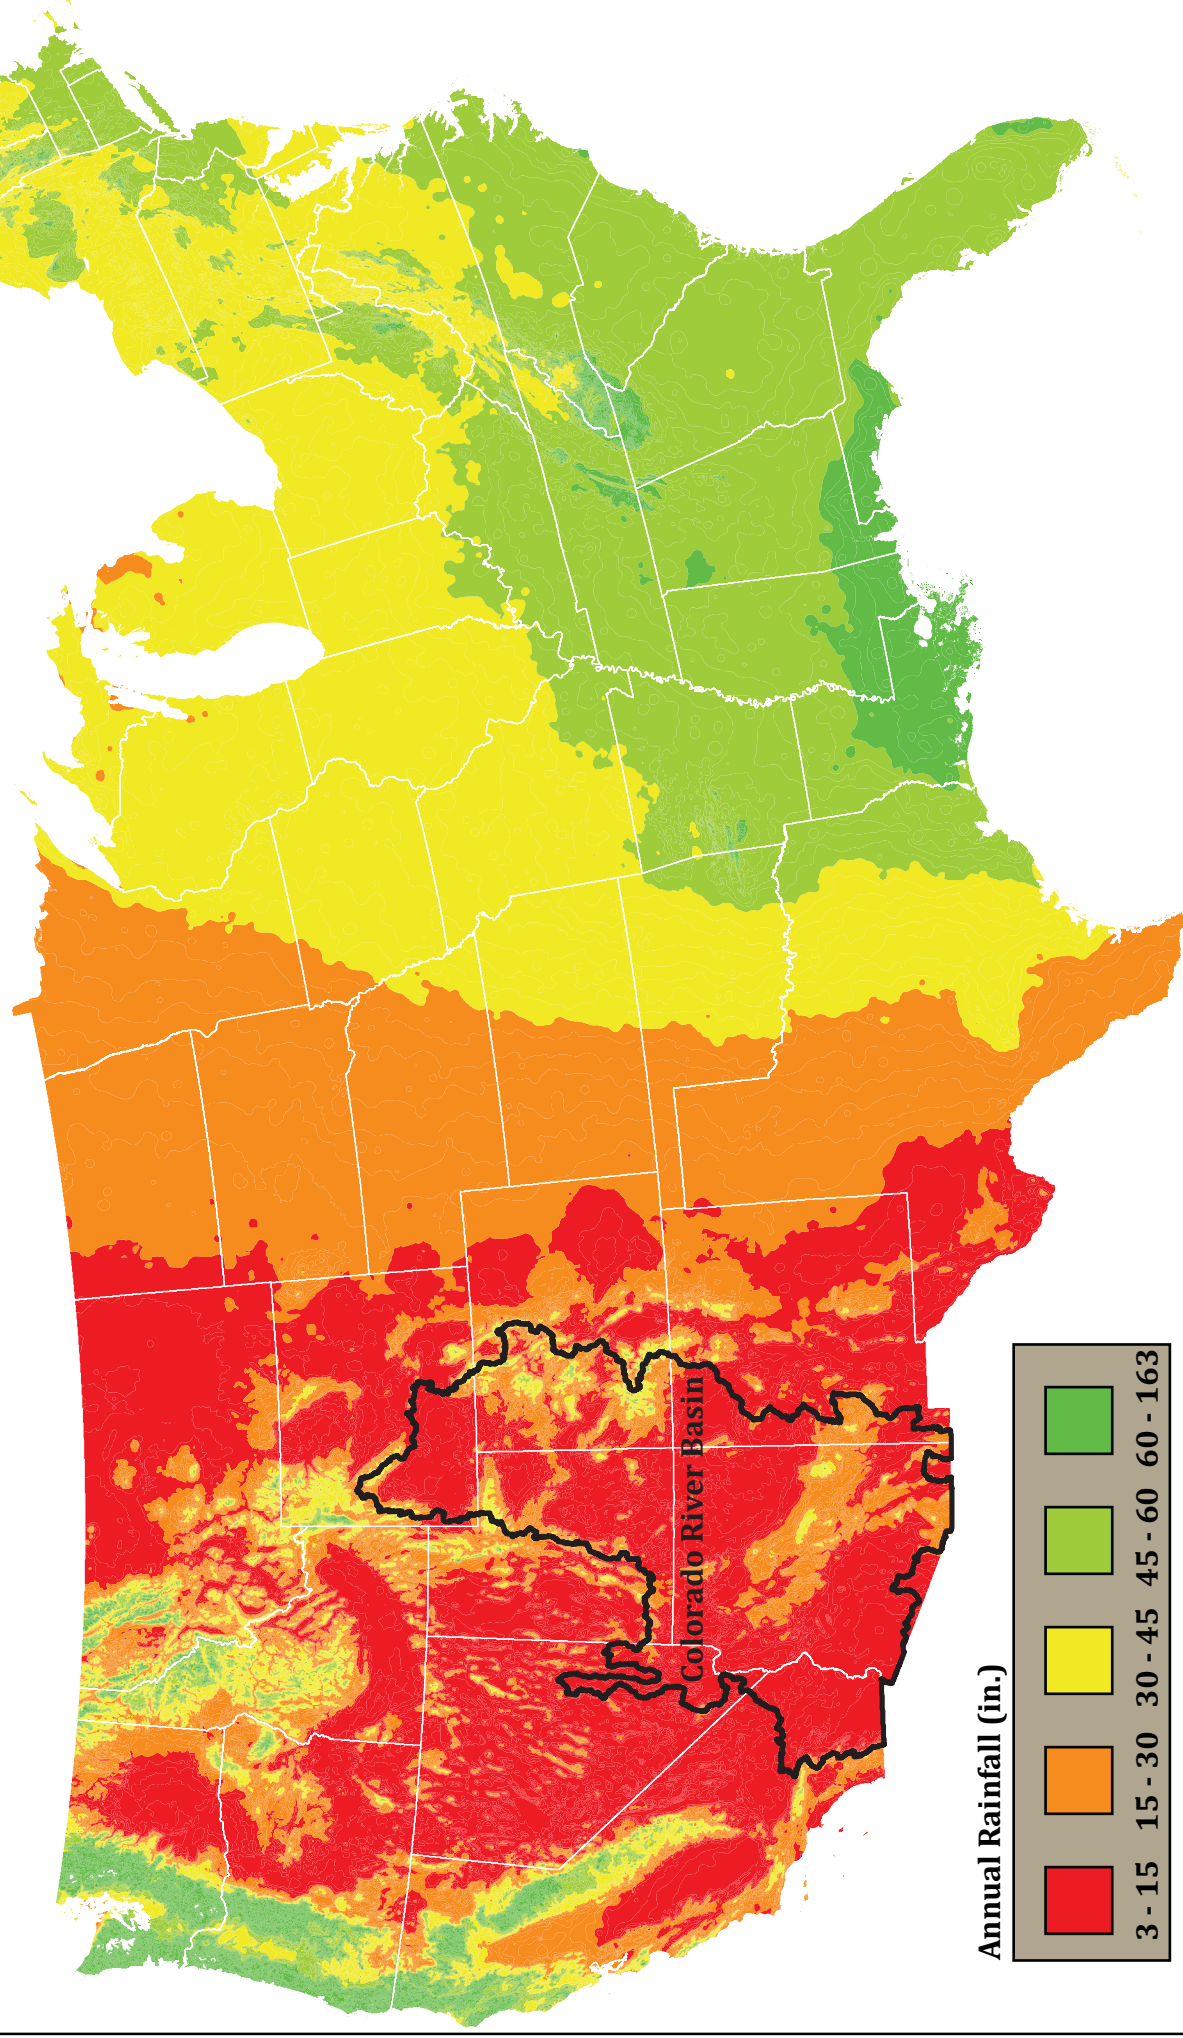 Colorado River Basin
Annual Rainfall (in.)
3 - 15
15 - 30
30 - 45
45 - 60
60 - 163